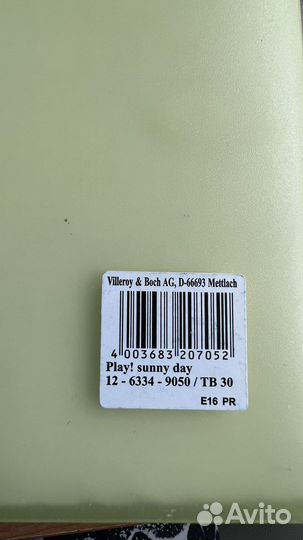 Villeroy & Boch AG, D-66693 Mettlach
4 003683 207052
Play! sunny day
12 - 6334 - 9050 / TB 30
E16 PR
Avito